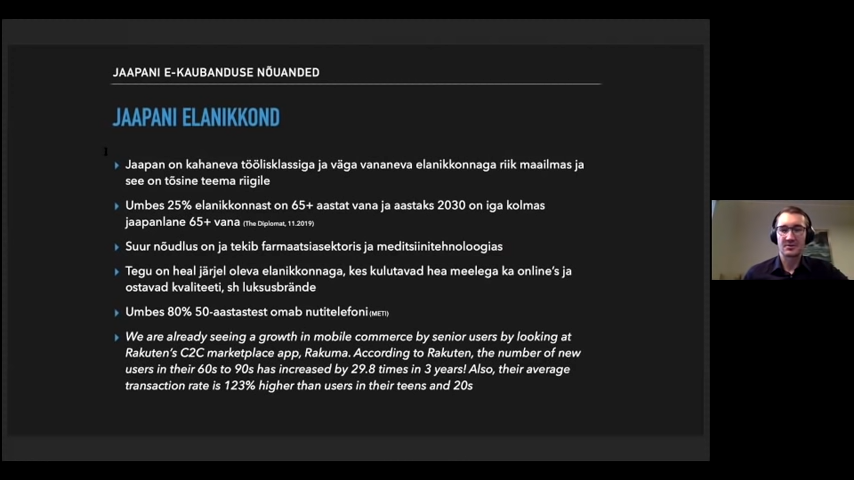 JAAPANI E-KAUBANDUSE NÕUANDED
JAAPANI ELANIKKOND
Jaapan on kahaneva töölisklassiga ja väga vananeva elanikkonnaga riik maailmas ja
see on tõsine teema riigile
Umbes 25% elanikkonnast on 65+ aastat vana ja aastaks 2030 on iga kolmas
jaapanlane 65+ vana (The Diplomat, 11.2019)
Suur nõudlus on ja tekib farmaatsiasektoris ja meditsiinitehnoloogias
Tegu on heal järjel oleva elanikkonnaga, kes kulutavad hea meelega ka online's ja
ostavad kvaliteeti, sh luksusbrände
Umbes 80% 50-aastastest omab nutitelefoni (METI)
We are already seeing a growth in mobile commerce by senior users by looking at
Rakuten's C2C marketplace app, Rakuma. According to Rakuten, the number of new
users in their 60s to 90s has increased by 29.8 times in 3 years! Also, their average
transaction rate is 123% higher than users in their teens and 20s